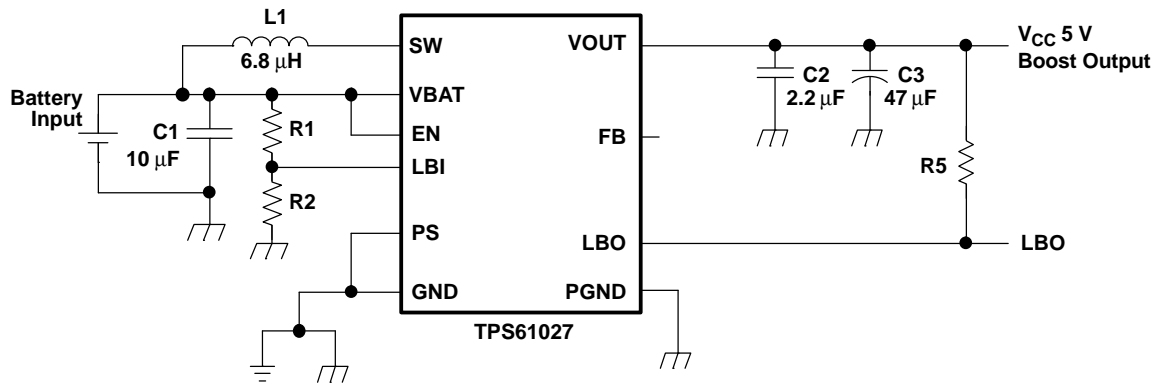 L1
6.8 μH
SW
VOUT
V_CC 5 V
Boost Output
Battery
Input
VBAT
C1
10 μF
R1
EN
C2
2.2 μF
C3
47 μF
FB
LBI
R2
R5
PS
LBO
LBO
GND
PGND
TPS61027